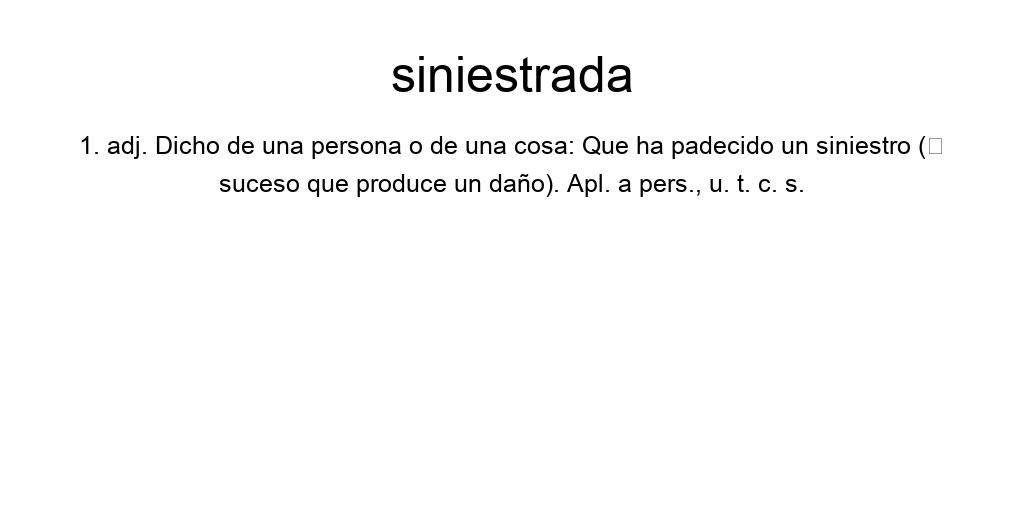 siniestrada
1. adj. Dicho de una persona o de una cosa: Que ha padecido un siniestro (□
suceso que produce un daño). Apl. a pers., u. t. c. s.